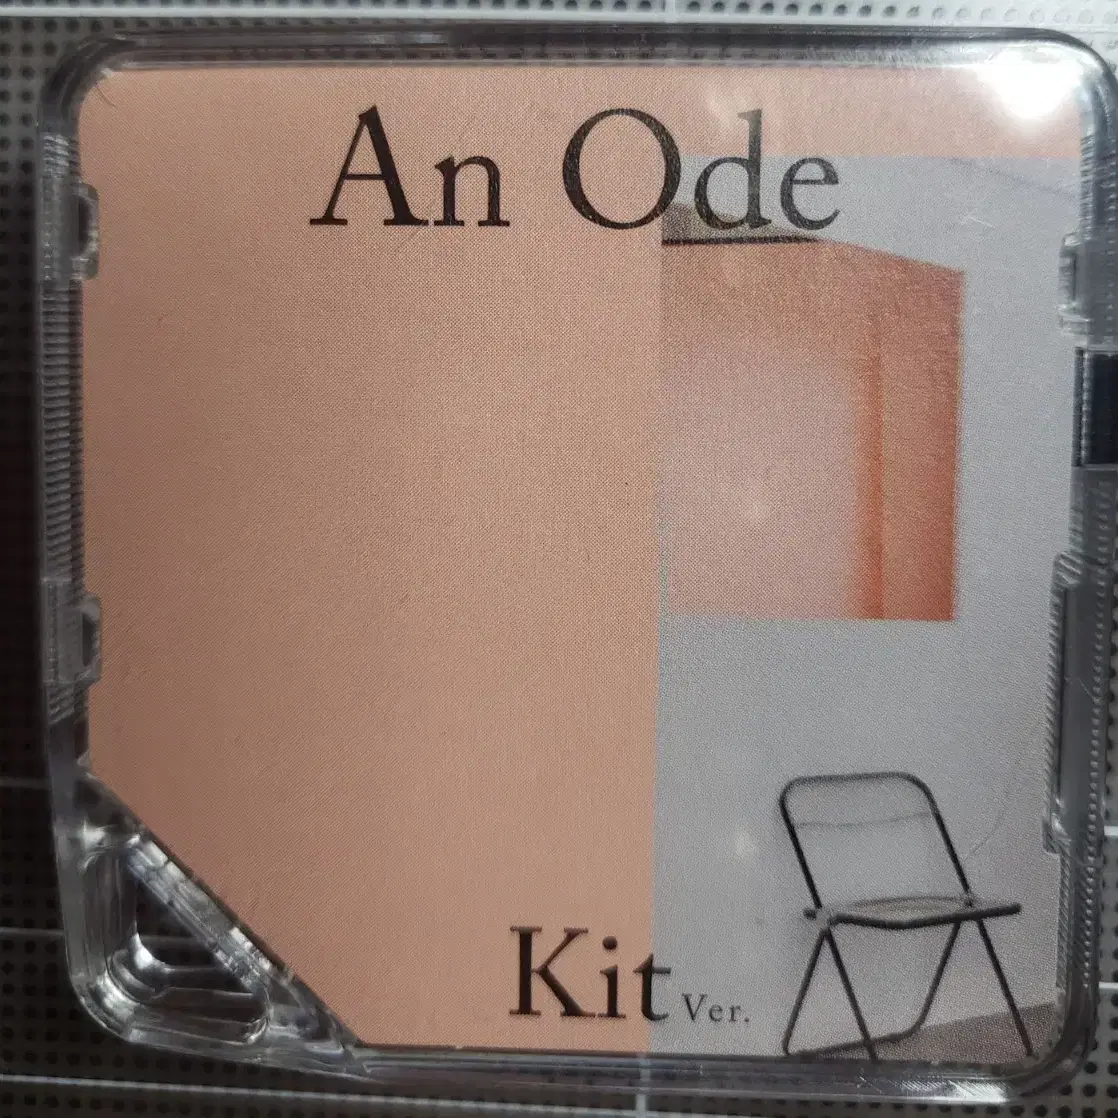 An Ode
Kit Ver.